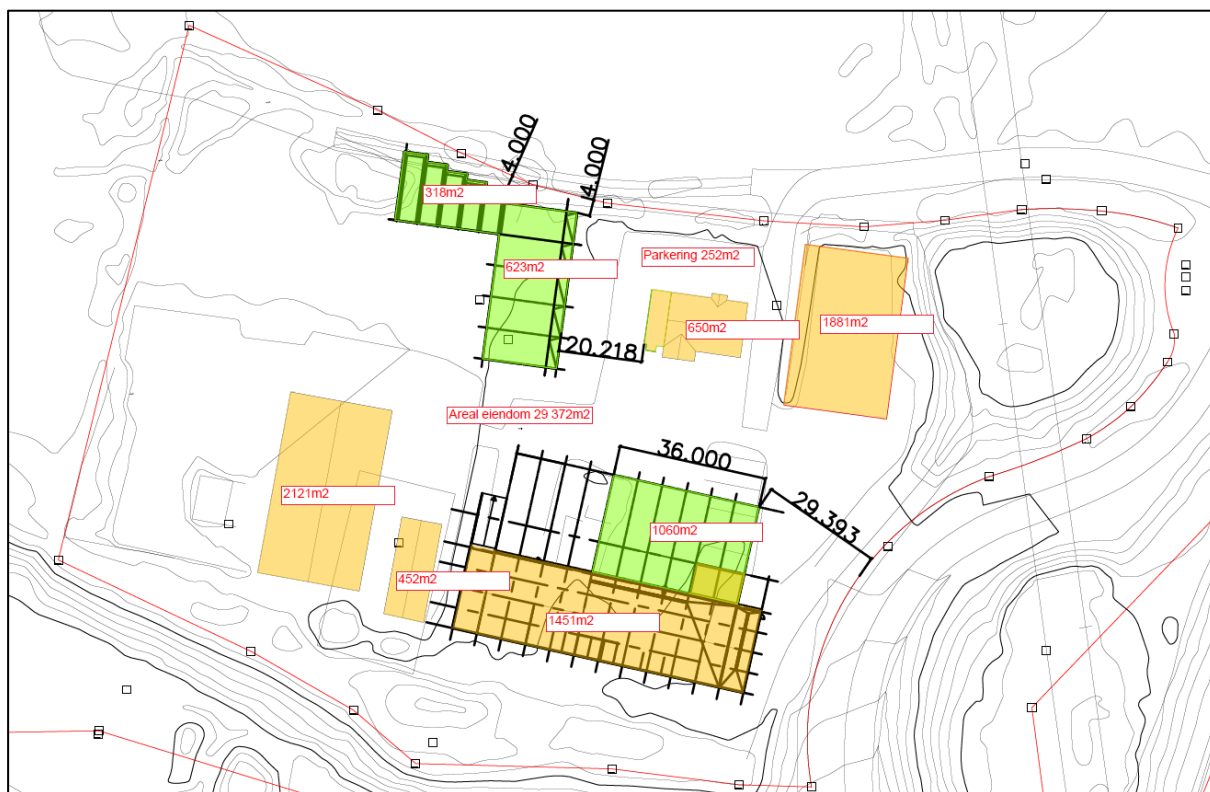 4.000
4.000
318m2
623m2
Parkering 252m2
650m2
1881m2
20.218
Areal eiendom 29 372m2
36.000
2121m2
29.393
1060m2
452m2
1451m2